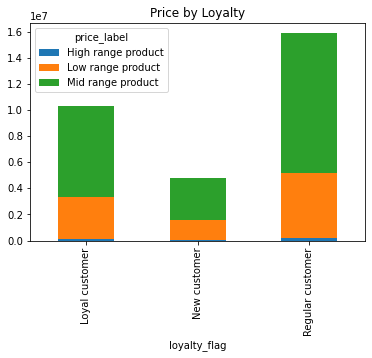 Price by Loyalty
1e7
price_label
High range product
Low range product
Mid range product
1.6
1.4
1.2
1.0
0.8
0.6
0.4
0.2
0.0
Loyal customer
New customer
Regular customer
loyalty_flag